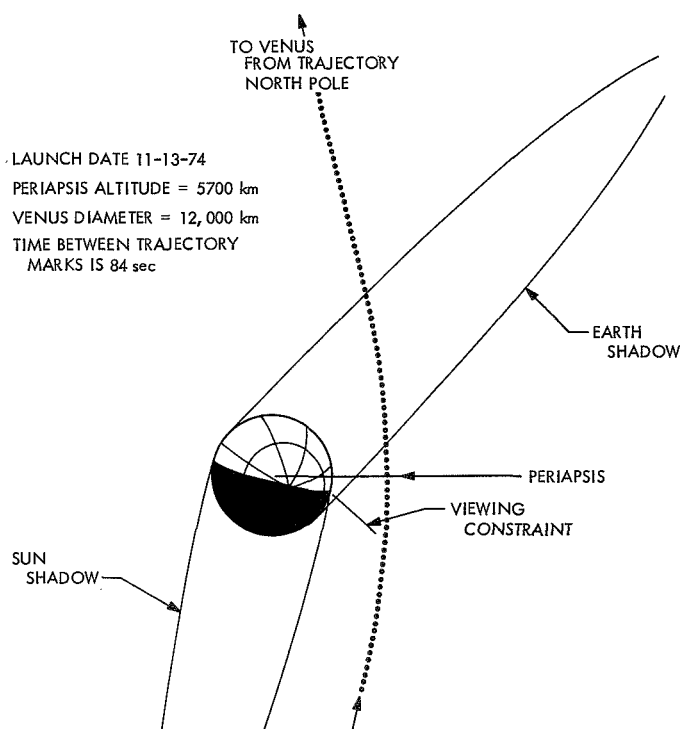 TO VENUS
FROM TRAJECTORY
NORTH POLE
LAUNCH DATE 11-13-74
PERIAPSIS ALTITUDE = 5700 km
VENUS DIAMETER = 12,000 km
TIME BETWEEN TRAJECTORY
MARKS IS 84 sec
EARTH
SHADOW
PERIAPSIS
VIEWING
CONSTRAINT
SUN
SHADOW